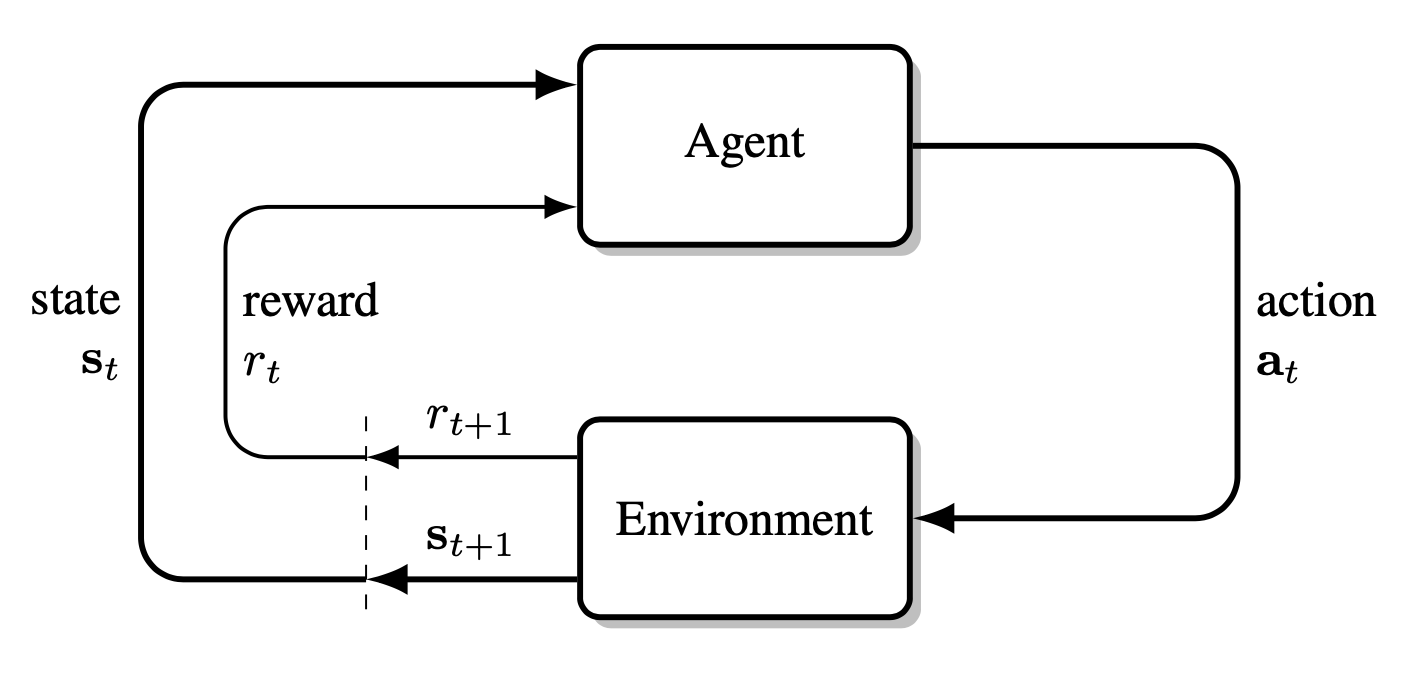 Agent
state
s_t
reward
r_t
action
a_t
r_{t+1}
Environment
s_{t+1}